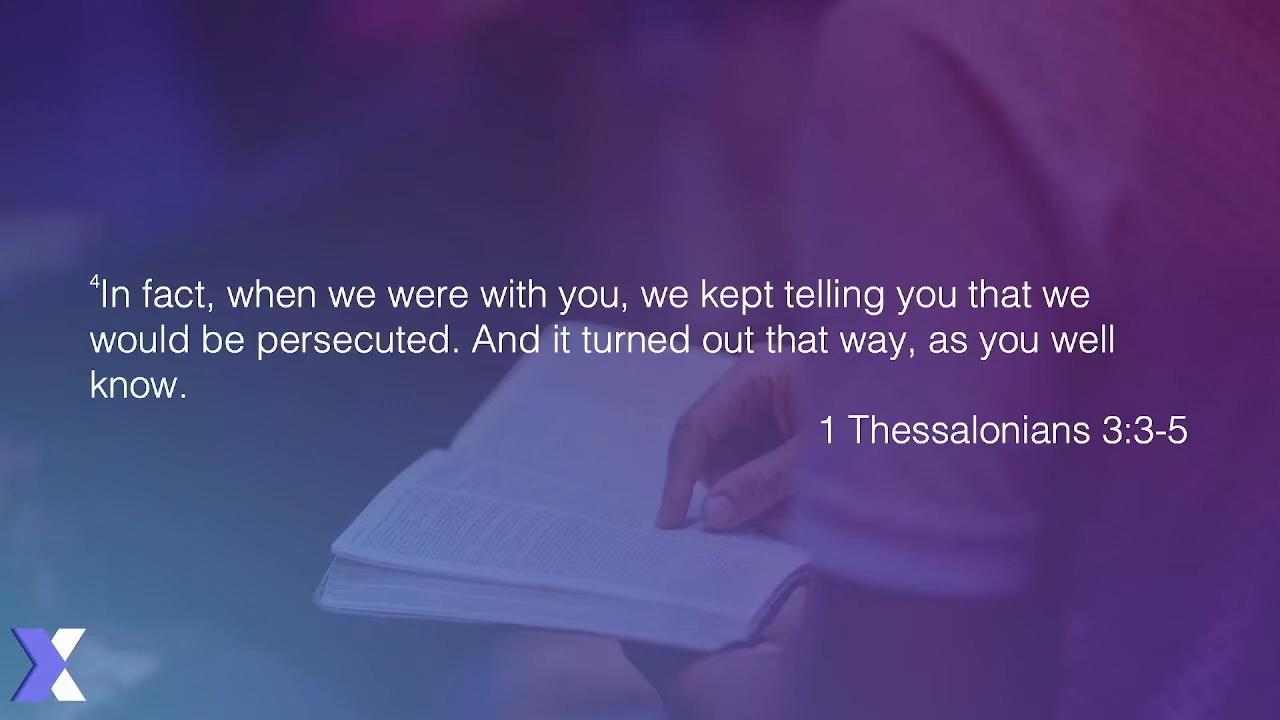 ⁴In fact, when we were with you, we kept telling you that we
would be persecuted. And it turned out that way, as you well
know.
1 Thessalonians 3:3-5